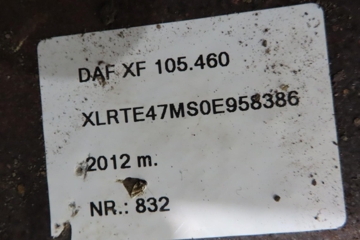 DAF XF 105.460
XLRTE47MS0E958386
2012 m.
NR.: 832